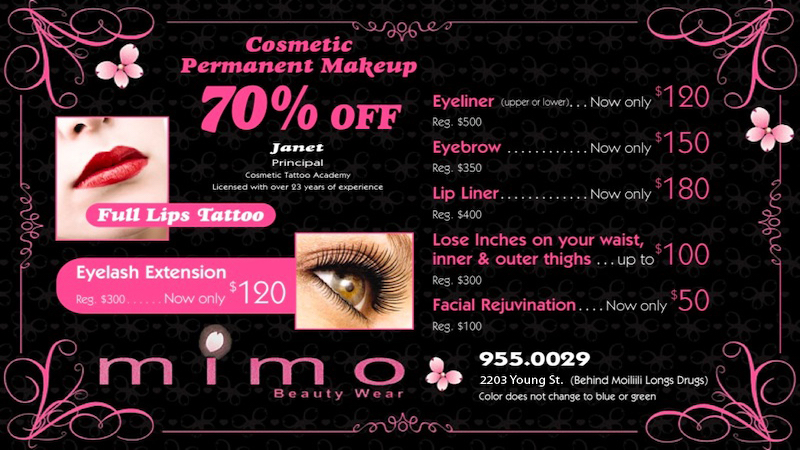 Cosmetic
Permanent Makeup
70% OFF
Janet
Principal
Cosmetic Tattoo Academy
Licensed with over 23 years of experience
Full Lips Tattoo
Eyelash Extension
Reg. $300...... Now only $120
Eyeliner (upper or lower)... Now only $120
Reg. $500
Eyebrow ............ Now only $150
Reg. $350
Lip Liner............. Now only $180
Reg. $400
Lose Inches on your waist,
inner & outer thighs ... up to $100
Reg. $300
Facial Rejuvination.... Now only $50
Reg. $100
mimo
Beauty Wear
955.0029
2203 Young St. (Behind Moiliili Longs Drugs)
Color does not change to blue or green